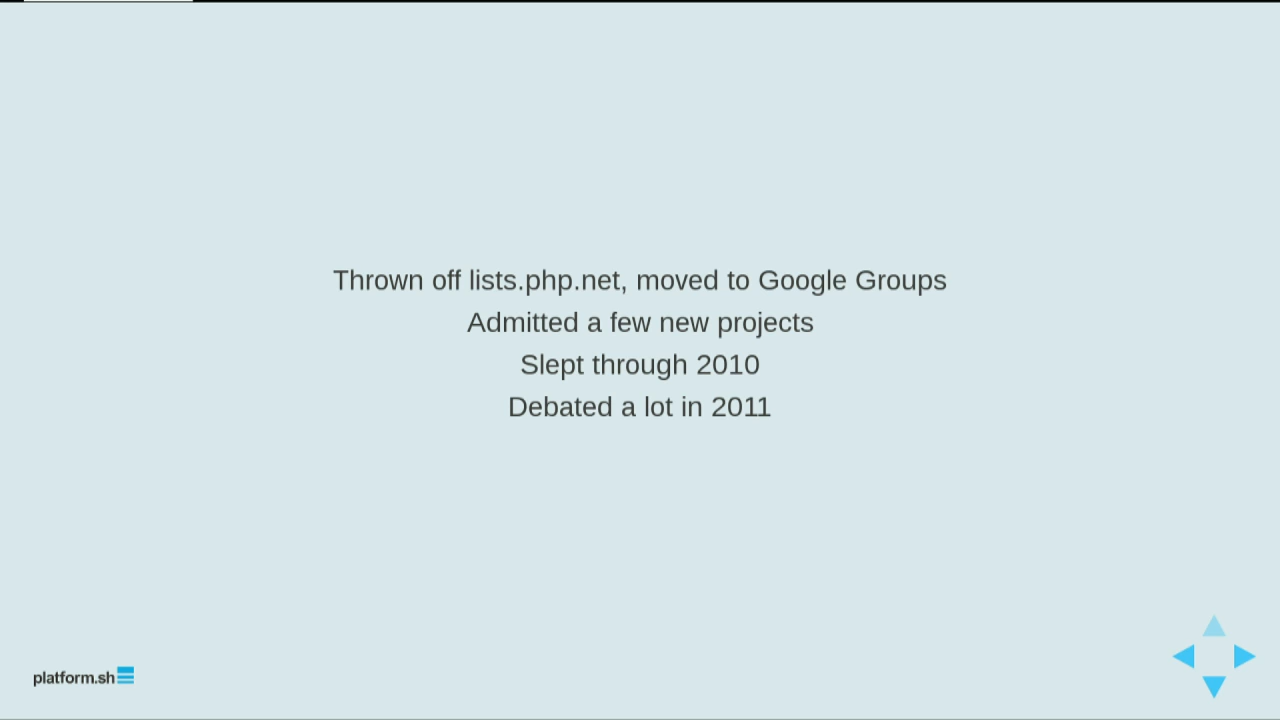 Thrown off lists.php.net, moved to Google Groups
Admitted a few new projects
Slept through 2010
Debated a lot in 2011
platform.sh